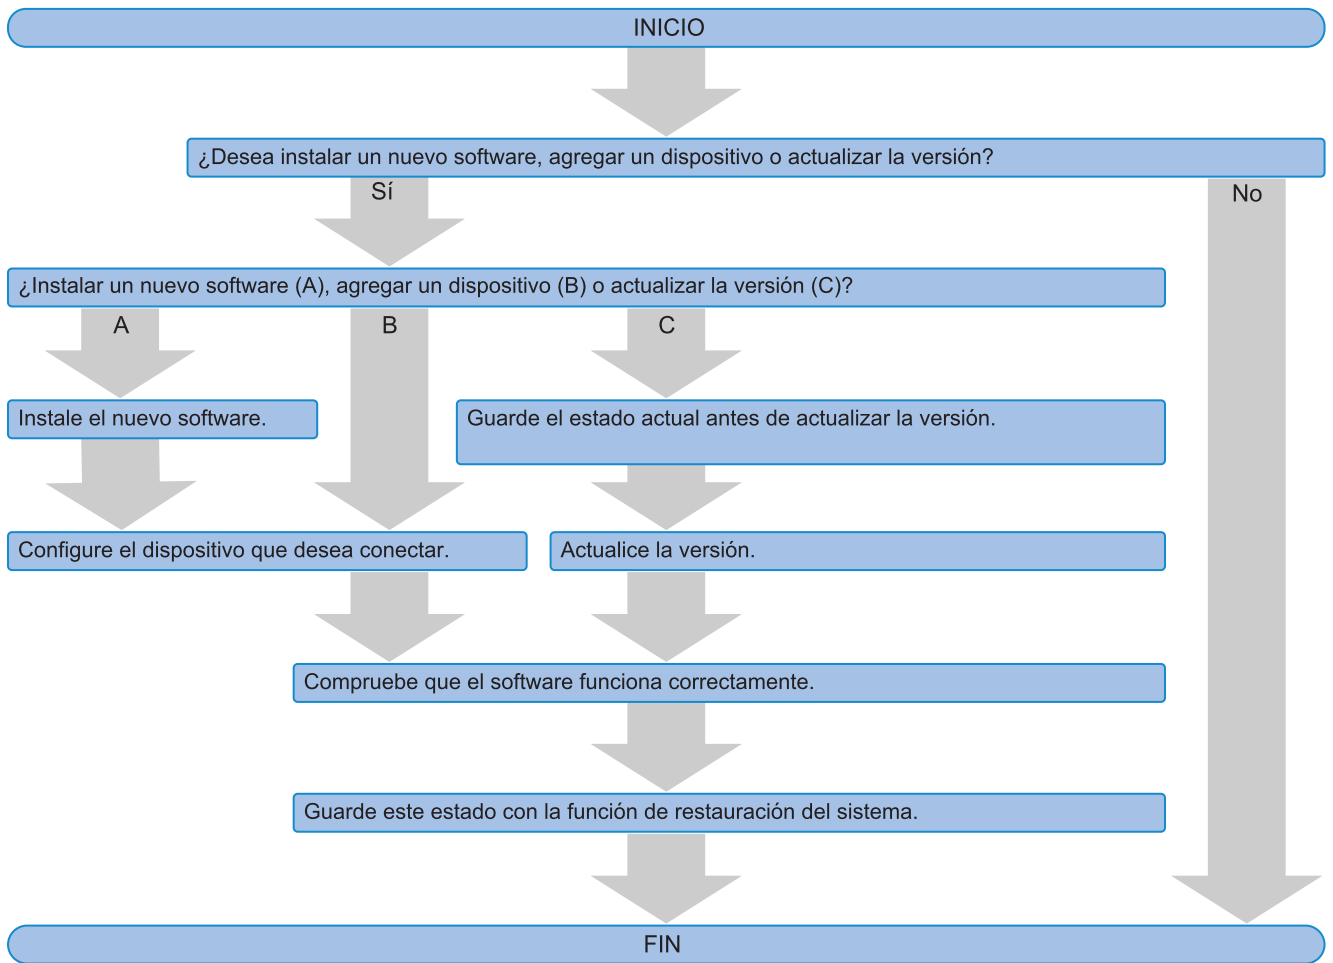 INICIO
¿Desea instalar un nuevo software, agregar un dispositivo o actualizar la versión?
Sí
No
¿Instalar un nuevo software (A), agregar un dispositivo (B) o actualizar la versión (C)?
A
B
C
Instale el nuevo software.
Guarde el estado actual antes de actualizar la versión.
Configure el dispositivo que desea conectar.
Actualice la versión.
Compruebe que el software funciona correctamente.
Guarde este estado con la función de restauración del sistema.
FIN